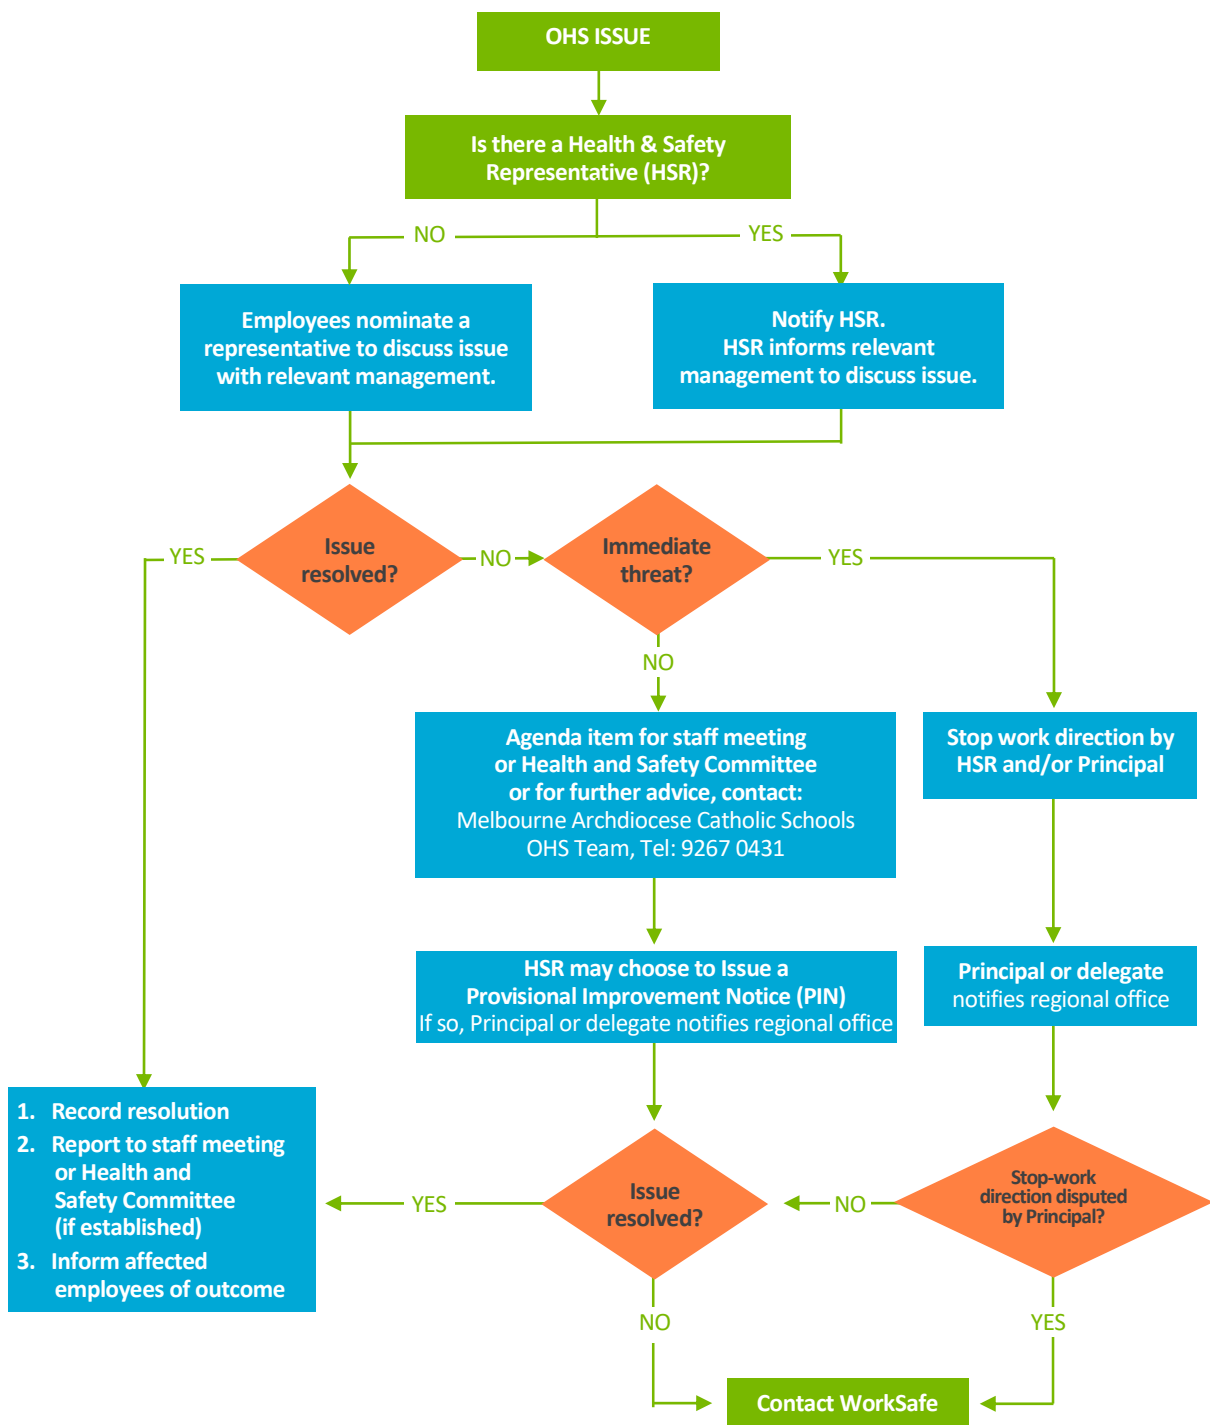 OHS ISSUE
Is there a Health & Safety
Representative (HSR)?
NO
YES
Employees nominate a
representative to discuss issue
with relevant management.
Notify HSR.
HSR informs relevant
management to discuss issue.
YES
Issue
resolved?
NO
Immediate
threat?
YES
NO
Agenda item for staff meeting
or Health and Safety Committee
or for further advice, contact:
Melbourne Archdiocese Catholic Schools
OHS Team, Tel: 9267 0431
Stop work direction by
HSR and/or Principal
HSR may choose to Issue a
Provisional Improvement Notice (PIN)
If so, Principal or delegate notifies regional office
Principal or delegate
notifies regional office
1. Record resolution
2. Report to staff meeting
or Health and
Safety Committee
(if established)
3. Inform affected
employees of outcome
YES
Issue
resolved?
NO
Stop-work
direction disputed
by Principal?
NO
YES
Contact WorkSafe